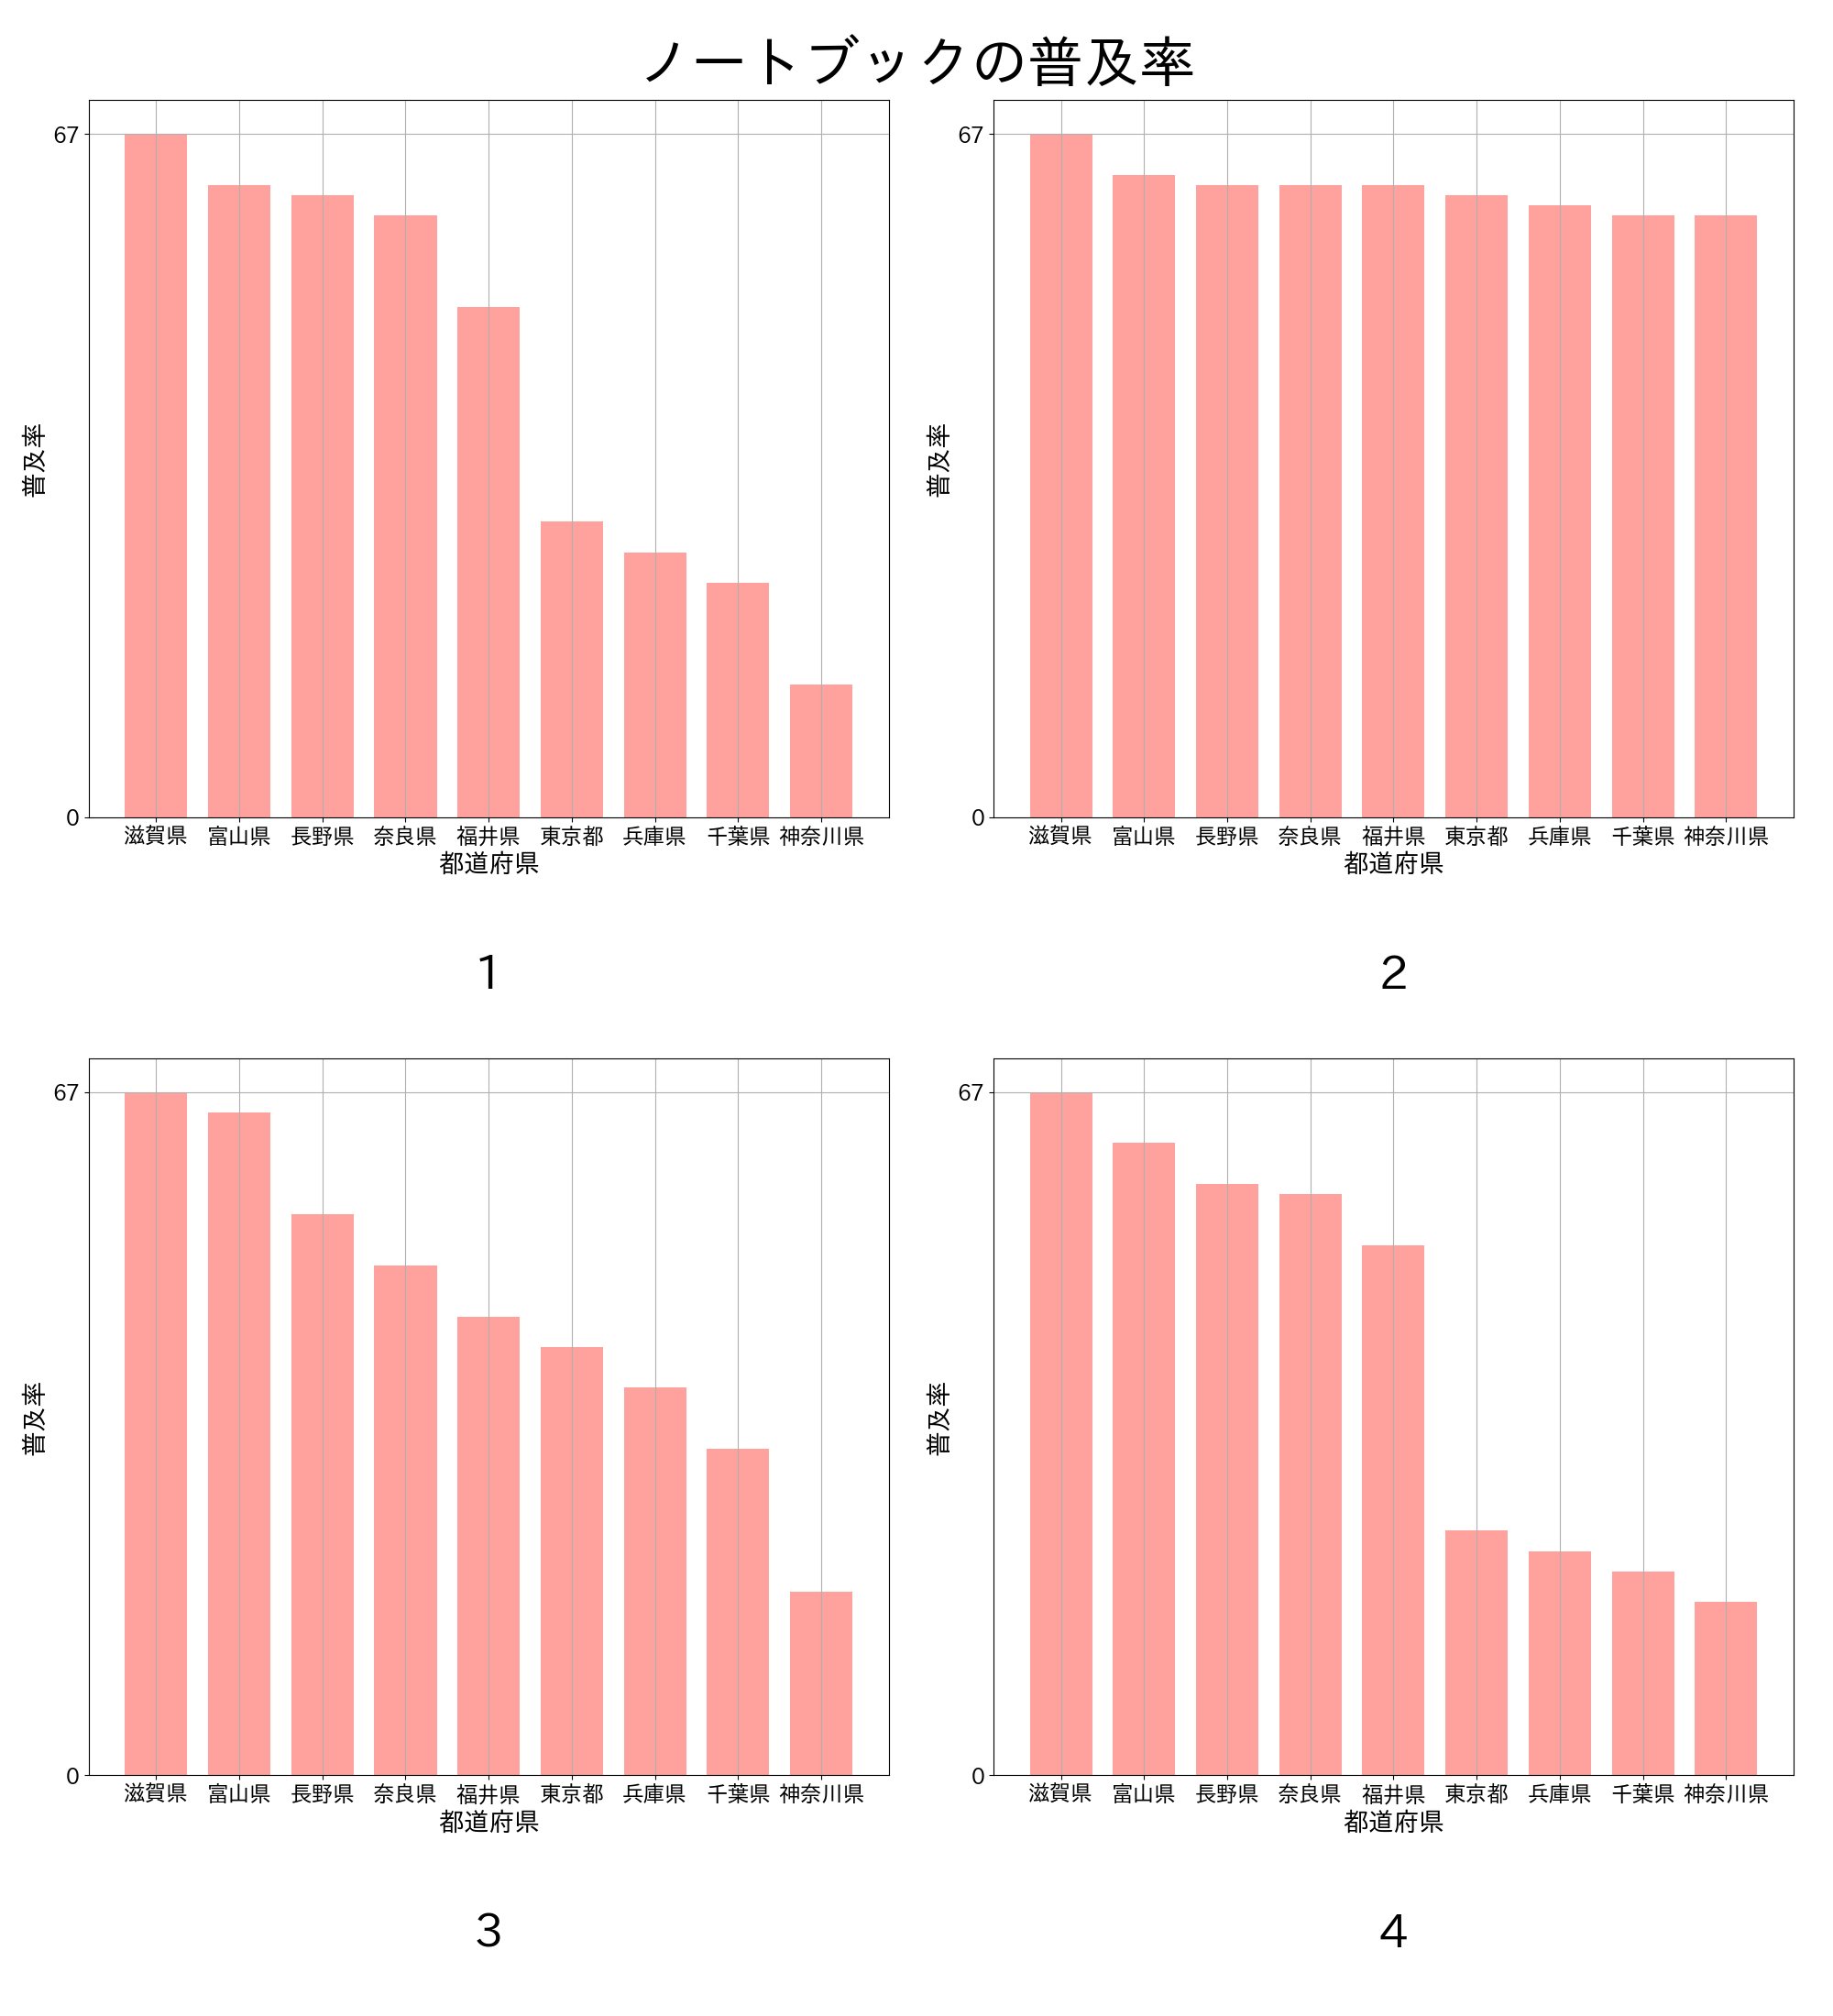 ノートブックの普及率
67
0
普及率
滋賀県 富山県 長野県 奈良県 福井県 東京都 兵庫県 千葉県 神奈川県
都道府県
1
67
0
普及率
滋賀県 富山県 長野県 奈良県 福井県 東京都 兵庫県 千葉県 神奈川県
都道府県
2
67
0
普及率
滋賀県 富山県 長野県 奈良県 福井県 東京都 兵庫県 千葉県 神奈川県
都道府県
3
67
0
普及率
滋賀県 富山県 長野県 奈良県 福井県 東京都 兵庫県 千葉県 神奈川県
都道府県
4